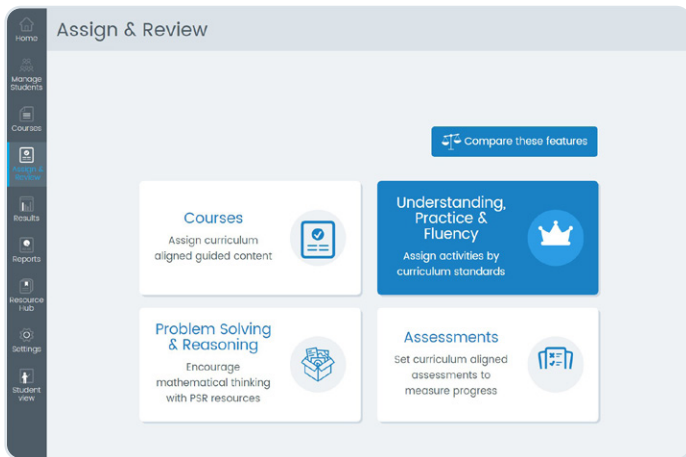 Assign & Review
Home
Manage
Students
Courses
Assign &
Review
Results
Reports
Resource
Hub
Settings
Student
view
Compare these features
Courses
Assign curriculum
aligned guided content
Understanding,
Practice &
Fluency
Assign activities by
curriculum standards
Problem Solving
& Reasoning
Encourage
mathematical thinking
with PSR resources
Assessments
Set curriculum aligned
assessments to
measure progress